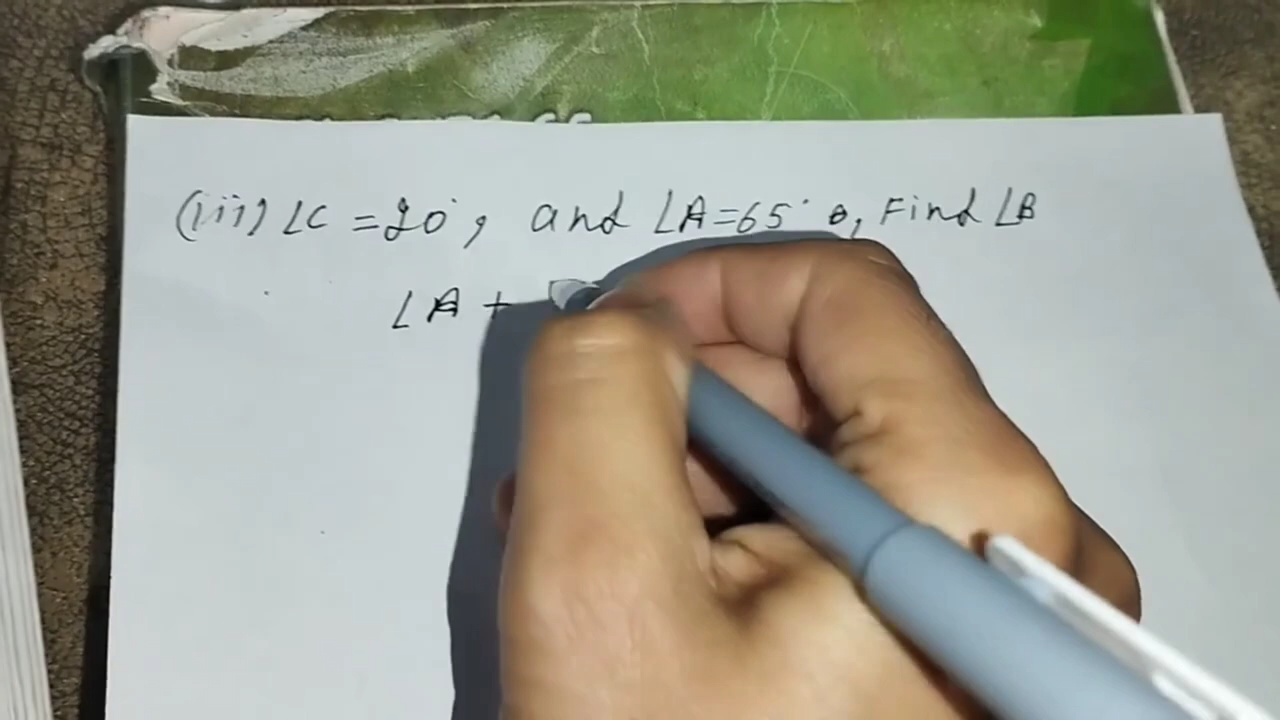 (iii) ∠C = 20°, and ∠A = 65°, Find ∠B
∠A +